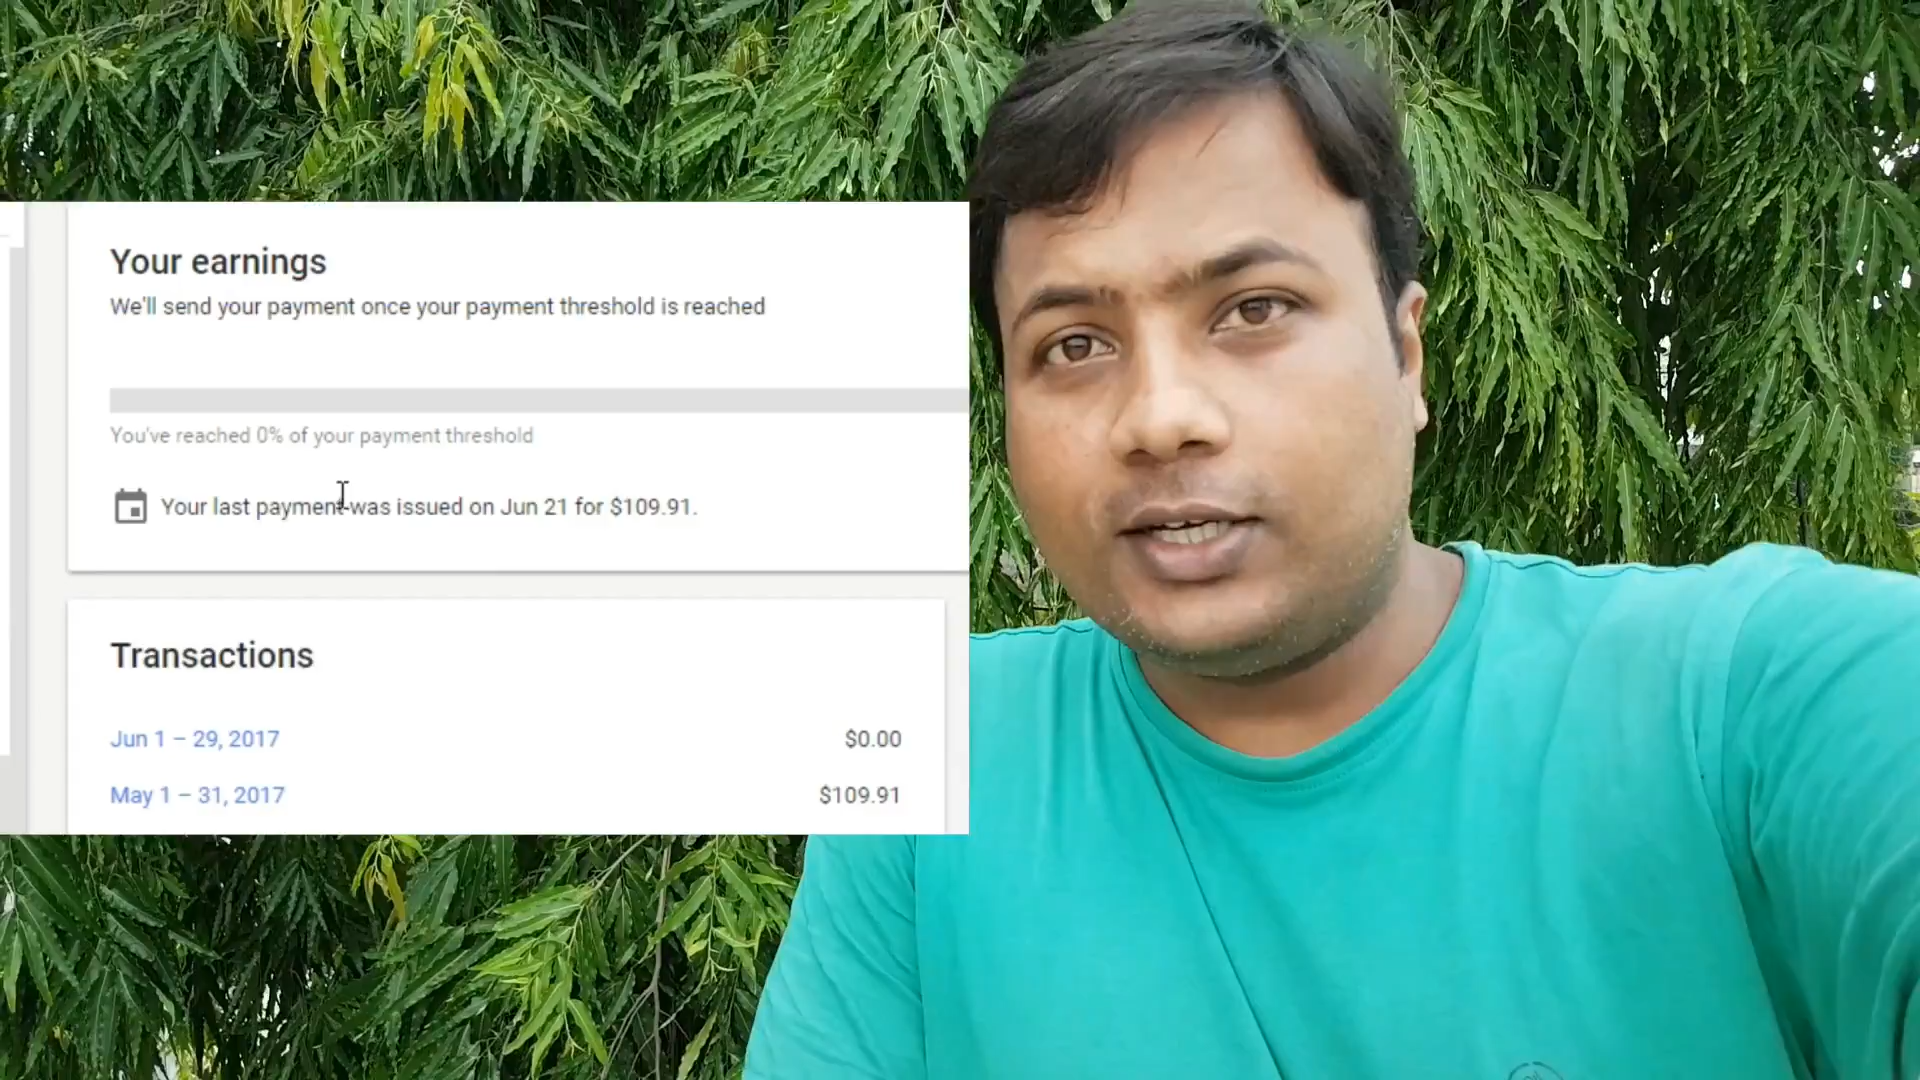 Your earnings
We'll send your payment once your payment threshold is reached
You've reached 0% of your payment threshold
Your last payment was issued on Jun 21 for $109.91.
Transactions
Jun 1 – 29, 2017 $0.00
May 1 – 31, 2017 $109.91